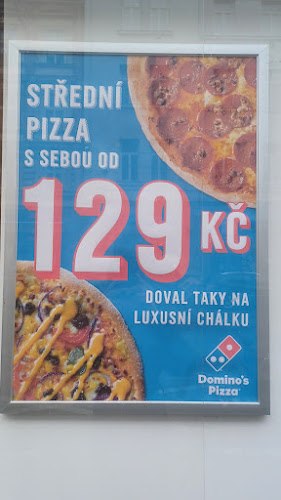 STŘEDNÍ
PIZZA
S SEBOU OD
129 KČ
DOVAL TAKY NA
LUXUSNÍ CHÁLKU
Domino's
Pizza